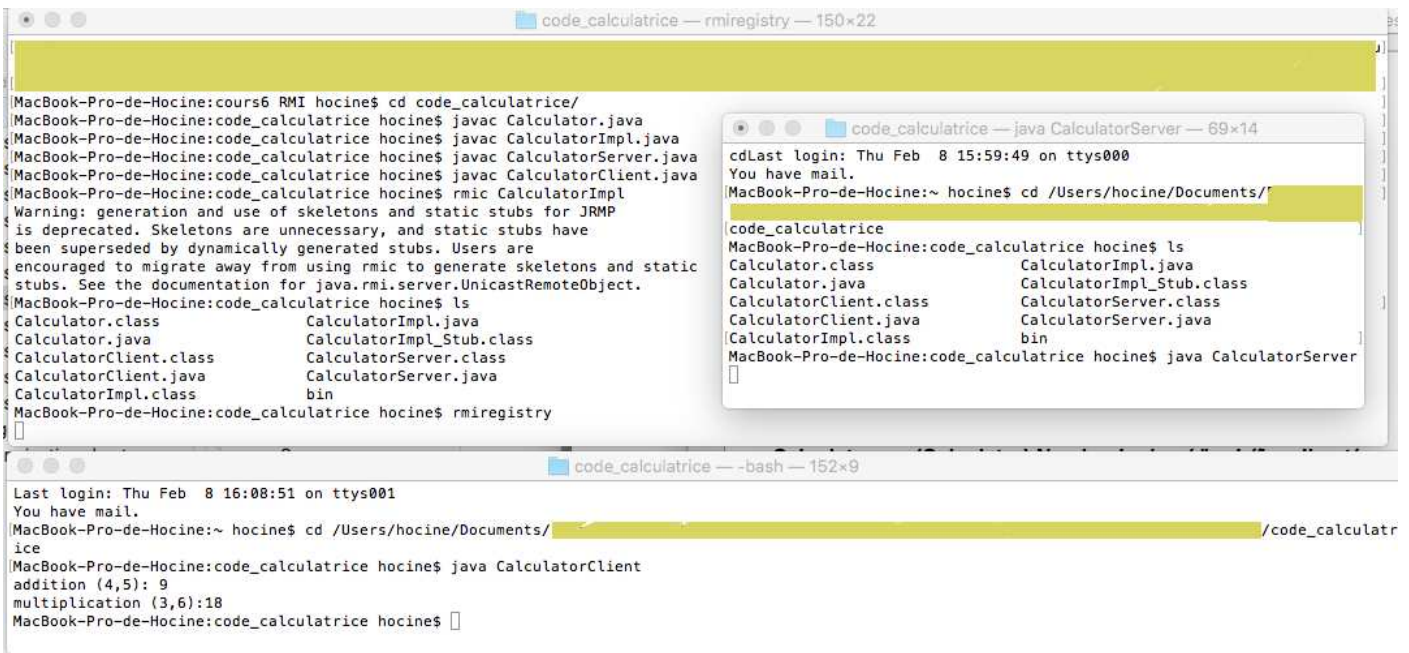 code_calculatrice — rmiregistry — 150×22
MacBook-Pro-de-Hocine:cours6 RMI hocine$ cd code_calculatrice/
MacBook-Pro-de-Hocine:code_calculatrice hocine$ javac Calculator.java
MacBook-Pro-de-Hocine:code_calculatrice hocine$ javac CalculatorImpl.java
MacBook-Pro-de-Hocine:code_calculatrice hocine$ javac CalculatorServer.java
MacBook-Pro-de-Hocine:code_calculatrice hocine$ javac CalculatorClient.java
MacBook-Pro-de-Hocine:code_calculatrice hocine$ rmic CalculatorImpl
Warning: generation and use of skeletons and static stubs for JRMP
is deprecated. Skeletons are unnecessary, and static stubs have
been superseded by dynamically generated stubs. Users are
encouraged to migrate away from using rmic to generate skeletons and static
stubs. See the documentation for java.rmi.server.UnicastRemoteObject.
MacBook-Pro-de-Hocine:code_calculatrice hocine$ ls
Calculator.class CalculatorImpl.java
Calculator.java CalculatorImpl_Stub.class
CalculatorClient.class CalculatorServer.class
CalculatorClient.java CalculatorServer.java
CalculatorImpl.class bin
MacBook-Pro-de-Hocine:code_calculatrice hocine$ rmiregistry
code_calculatrice — java CalculatorServer — 69×14
cdLast login: Thu Feb 8 15:59:49 on ttys000
You have mail.
MacBook-Pro-de-Hocine:~ hocine$ cd /Users/hocine/Documents/
code_calculatrice
MacBook-Pro-de-Hocine:code_calculatrice hocine$ ls
Calculator.class CalculatorImpl.java
Calculator.java CalculatorImpl_Stub.class
CalculatorClient.class CalculatorServer.class
CalculatorClient.java CalculatorServer.java
CalculatorImpl.class bin
MacBook-Pro-de-Hocine:code_calculatrice hocine$ java CalculatorServer
code_calculatrice — -bash — 152×9
Last login: Thu Feb 8 16:08:51 on ttys001
You have mail.
MacBook-Pro-de-Hocine:~ hocine$ cd /Users/hocine/Documents/ /code_calculatr
ice
MacBook-Pro-de-Hocine:code_calculatrice hocine$ java CalculatorClient
addition (4,5): 9
multiplication (3,6):18
MacBook-Pro-de-Hocine:code_calculatrice hocine$